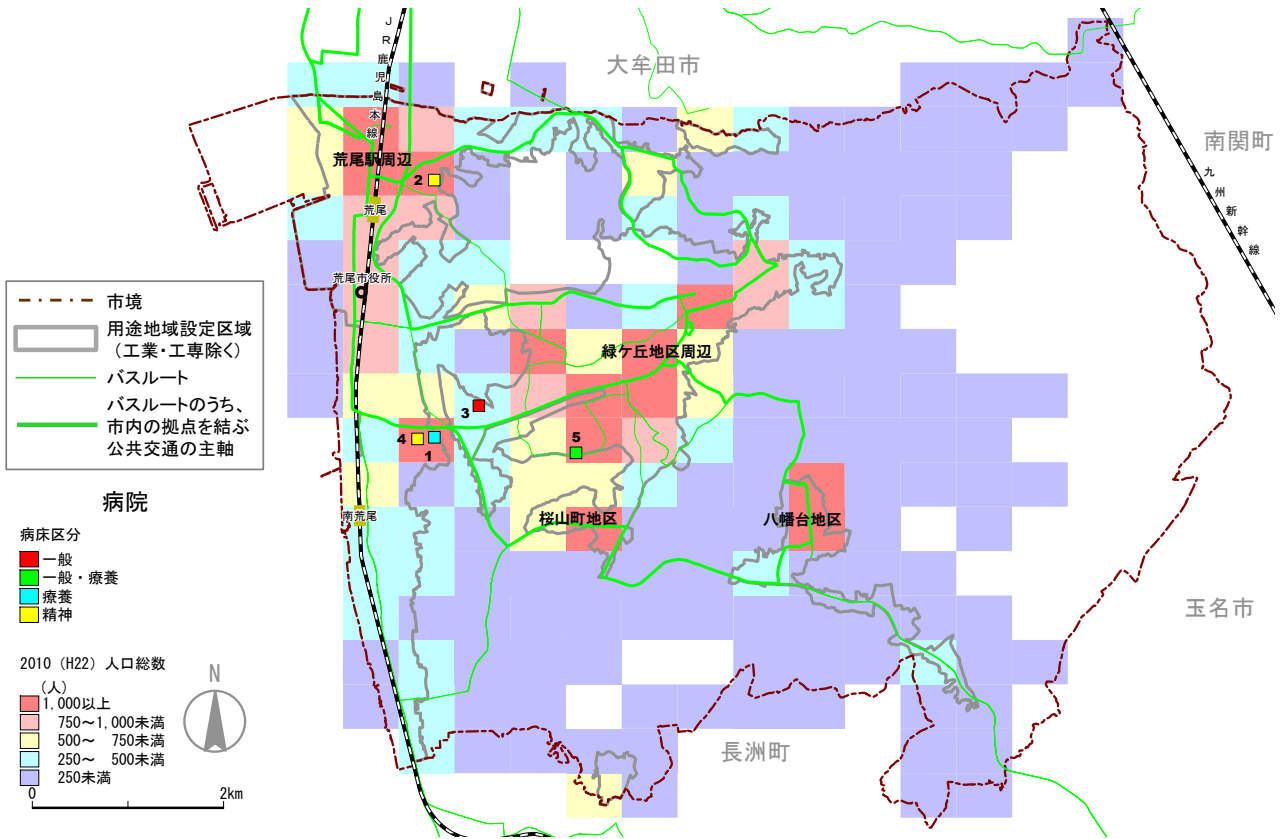 JR鹿児島本線
大牟田市
南関町
九州新幹線
荒尾駅周辺
2
荒尾
荒尾市役所
市境
用途地域設定区域
(工業・工専除く)
バスルート
バスルートのうち、
市内の拠点を結ぶ
公共交通の主軸
緑ケ丘地区周辺
3
4
1
5
病院
南荒尾
桜山町地区
八幡台地区
病床区分
一般
一般・療養
療養
精神
玉名市
2010 (H22) 人口総数
(人)
1,000以上
750~1,000未満
500~ 750未満
250~ 500未満
250未満
N
長洲町
0 2km